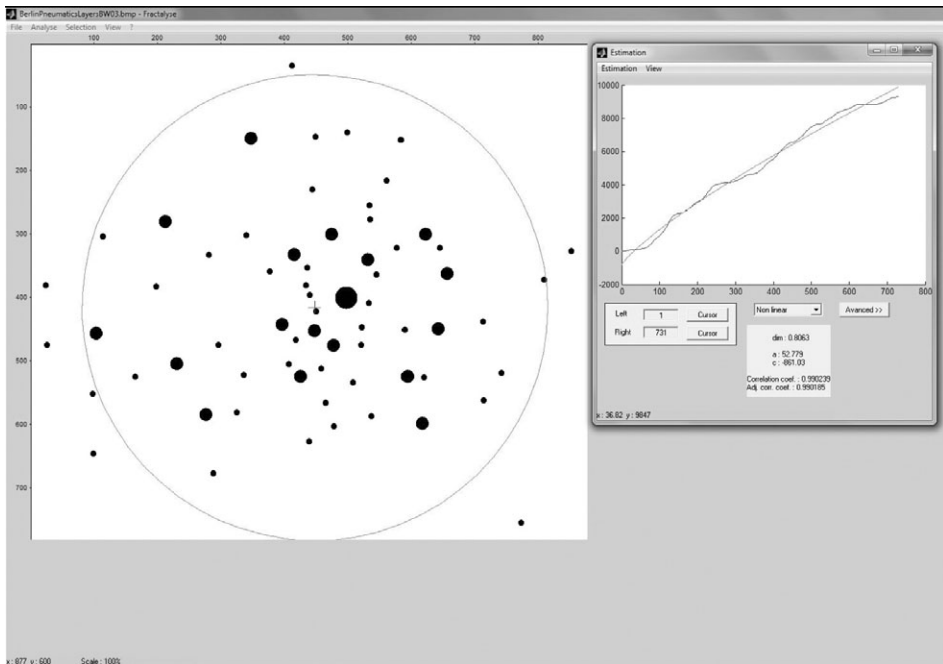 BerlinPneumaticsLayersBW03.bmp - Fractalyse
File Analyse Selection View ?
100 200 300 400 500 600 700 800
100
200
300
400
500
600
700
Estimation
Estimation View
10000
8000
6000
4000
2000
0
-2000
0 100 200 300 400 500 600 700 800
Left 1 Cursor
Right 731 Cursor
Non linear
Avanced >>
dim : 0.8063
a : 52.779
c : -861.03
Correlation coef. : 0.990239
Adj. corr. coef. : 0.990185
x : 36.82 y : 9847
x : 877 y : 600 Scale : 100%